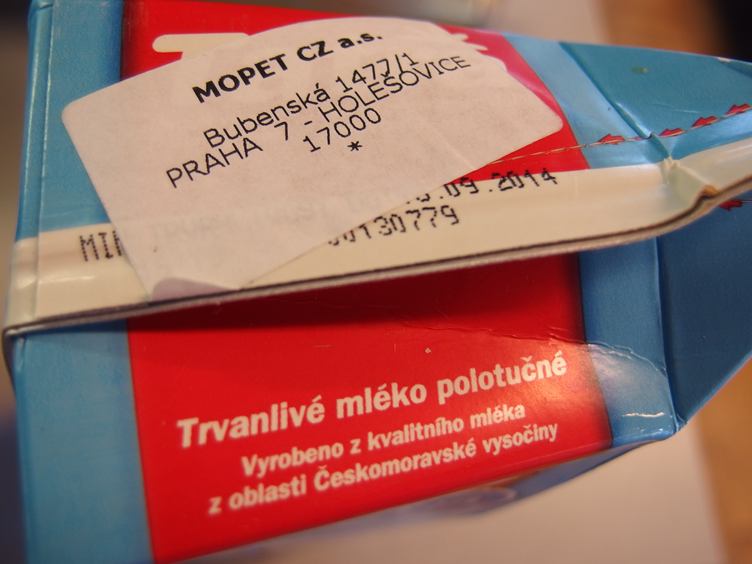 MOPET CZ a.s.
Bubenská 1477/1
PRAHA 7 - HOLEŠOVICE
17000
*
.09.2014
00130779
Trvanlivé mléko polotučné
Vyrobeno z kvalitního mléka
z oblasti Českomoravské vysočiny